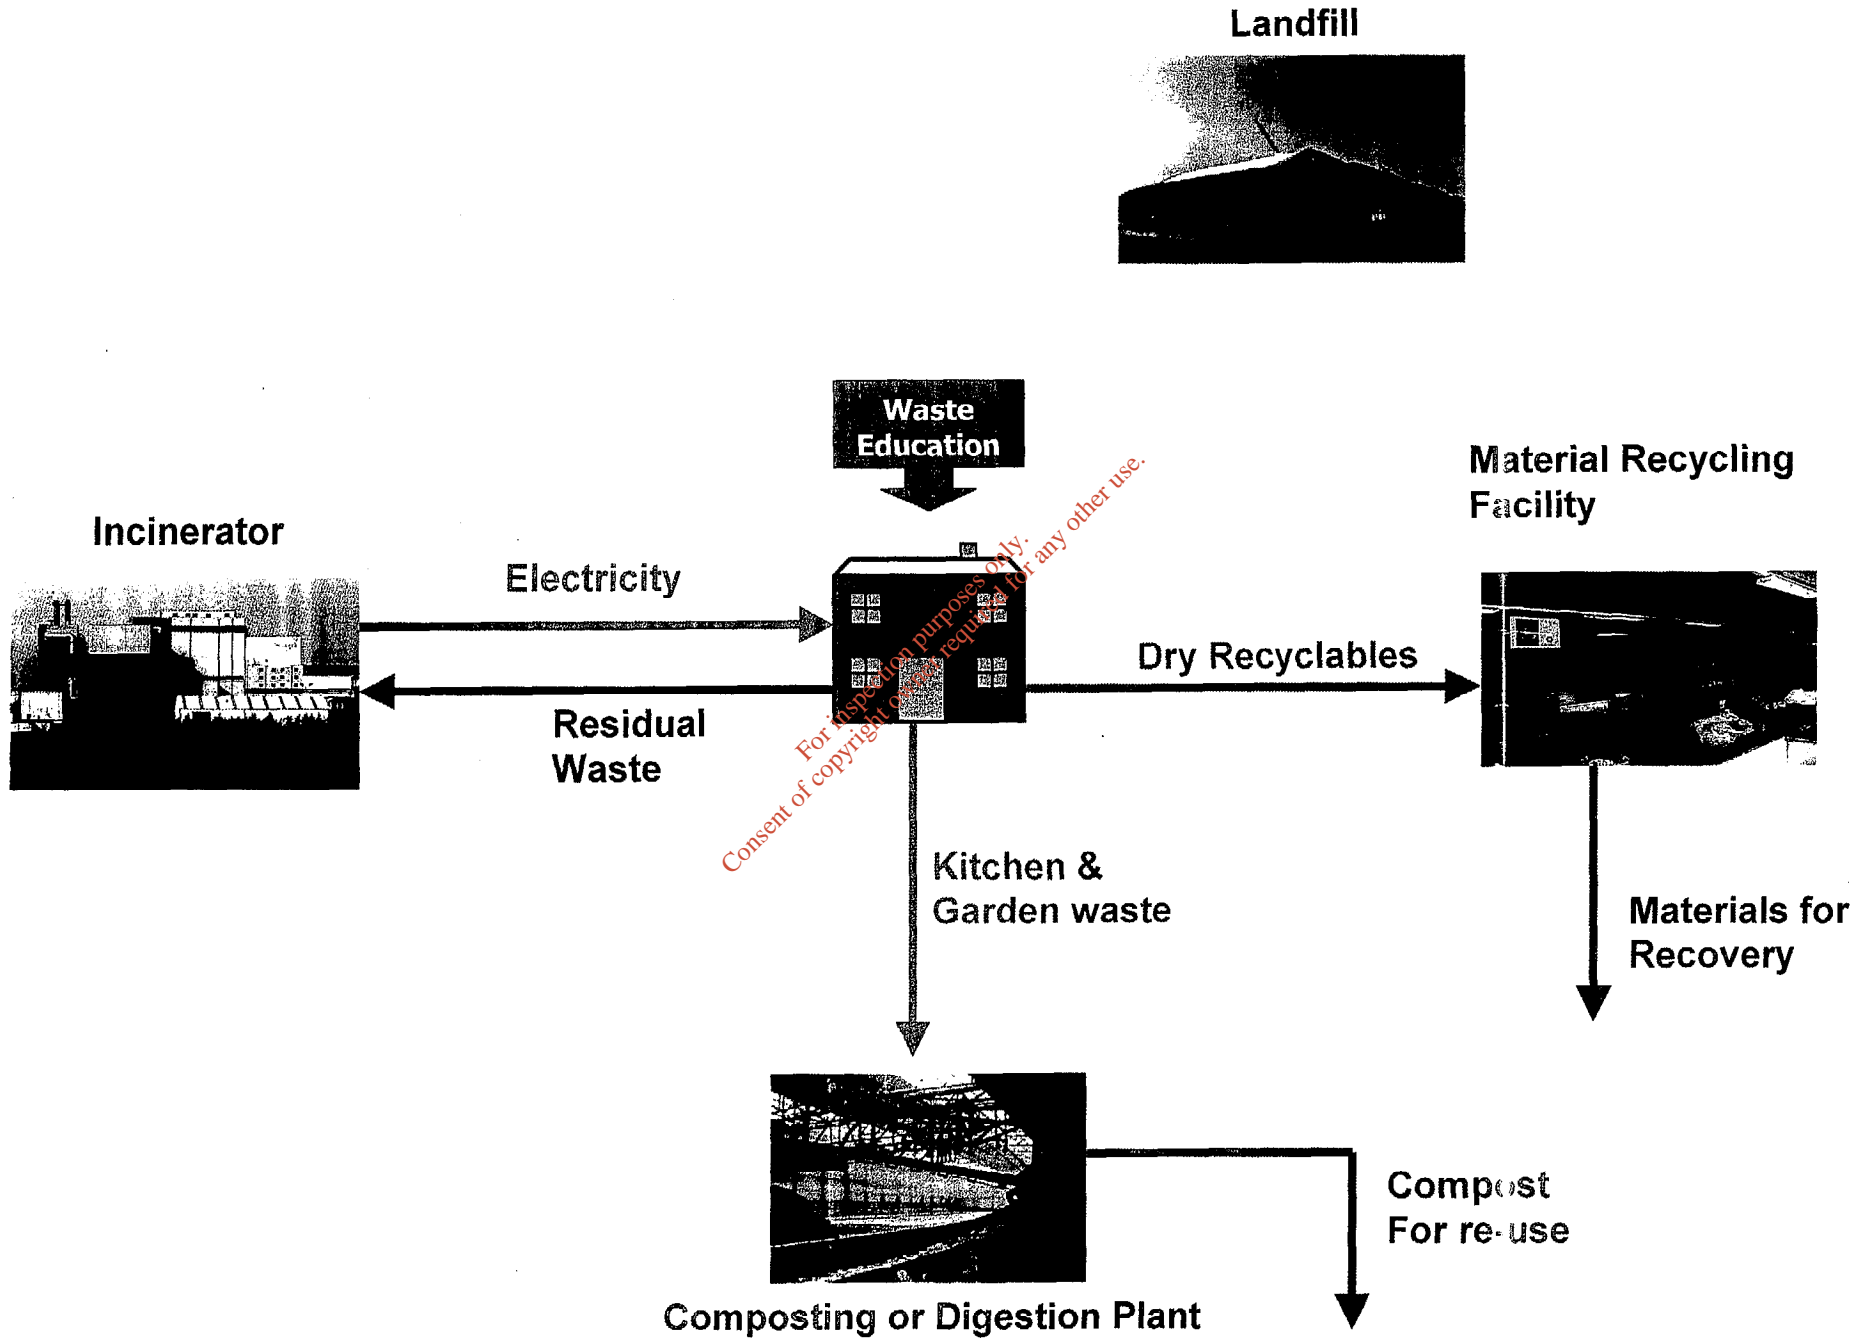 Landfill
Waste
Education
Material Recycling
Facility
Incinerator
Electricity
Dry Recyclables
Residual
Waste
For inspection purposes only.
Consent of copyright owner required for any other use.
Kitchen &
Garden waste
Materials for
Recovery
Compost
For re-use
Composting or Digestion Plant